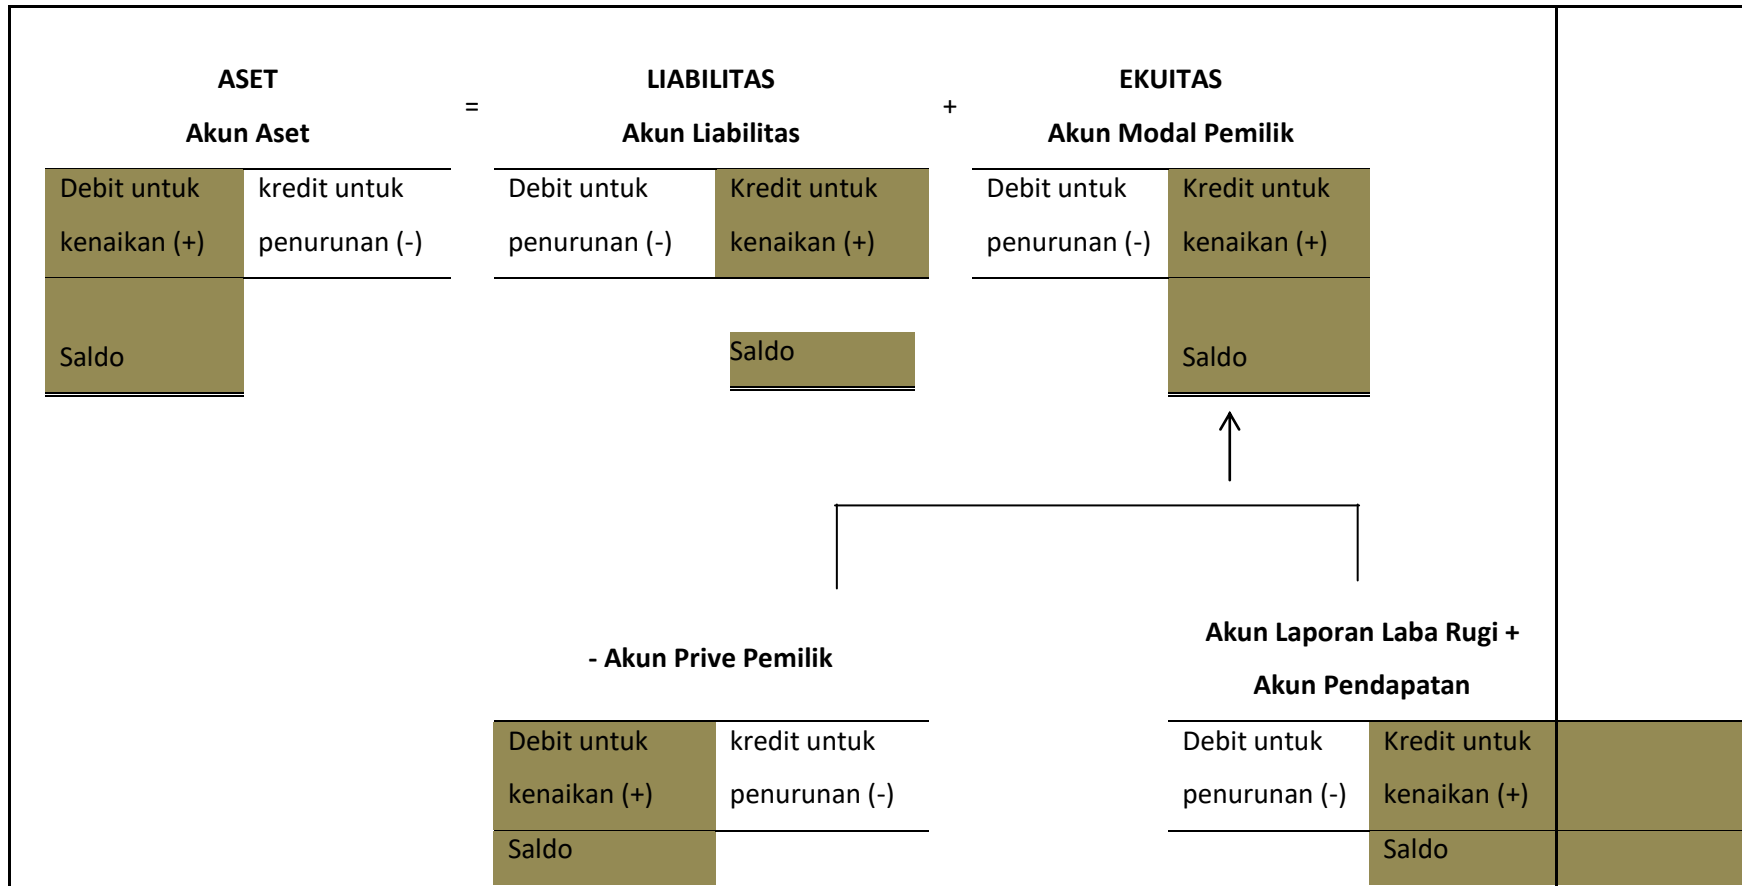 ASET
Akun Aset
=
LIABILITAS
Akun Liabilitas
+
EKUITAS
Akun Modal Pemilik
Debit untuk
kenaikan (+)
kredit untuk
penurunan (-)
Debit untuk
penurunan (-)
Kredit untuk
kenaikan (+)
Debit untuk
penurunan (-)
Kredit untuk
kenaikan (+)
Saldo
Saldo
Saldo
- Akun Prive Pemilik
Akun Laporan Laba Rugi +
Akun Pendapatan
Debit untuk
kenaikan (+)
kredit untuk
penurunan (-)
Debit untuk
penurunan (-)
Kredit untuk
kenaikan (+)
Saldo
Saldo